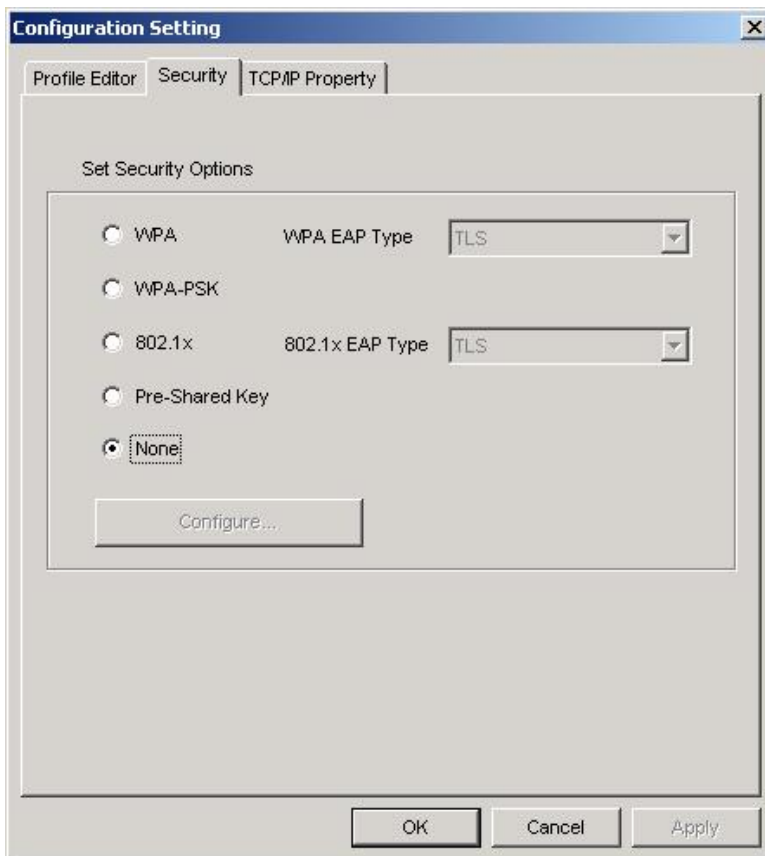 Configuration Setting
Profile Editor Security TCP/IP Property
Set Security Options
WPA WPA EAP Type TLS
WPA-PSK
802.1x 802.1x EAP Type TLS
Pre-Shared Key
None
Configure...
OK Cancel Apply